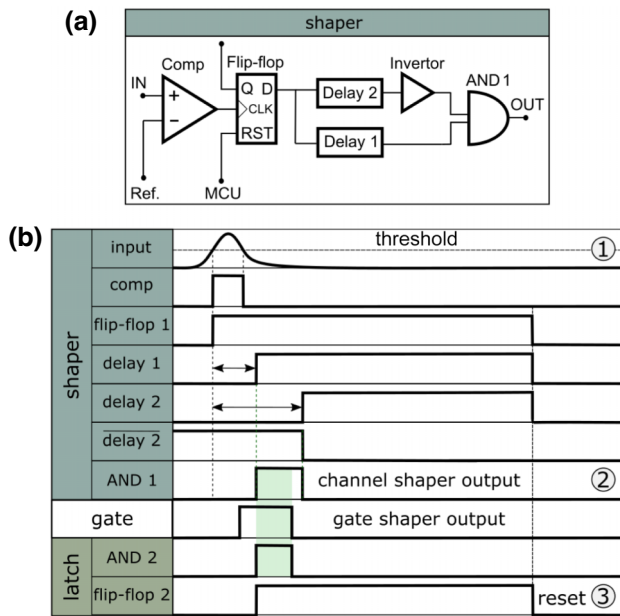 (a)
shaper
Comp
Flip-flop
Invertor
AND 1
IN
+
−
Q D
CLK
RST
Delay 2
Delay 1
OUT
Ref.
MCU
(b)
shaper
input
threshold
1
comp
flip-flop 1
delay 1
delay 2
delay 2
AND 1
channel shaper output
2
gate
gate shaper output
latch
AND 2
flip-flop 2
reset
3